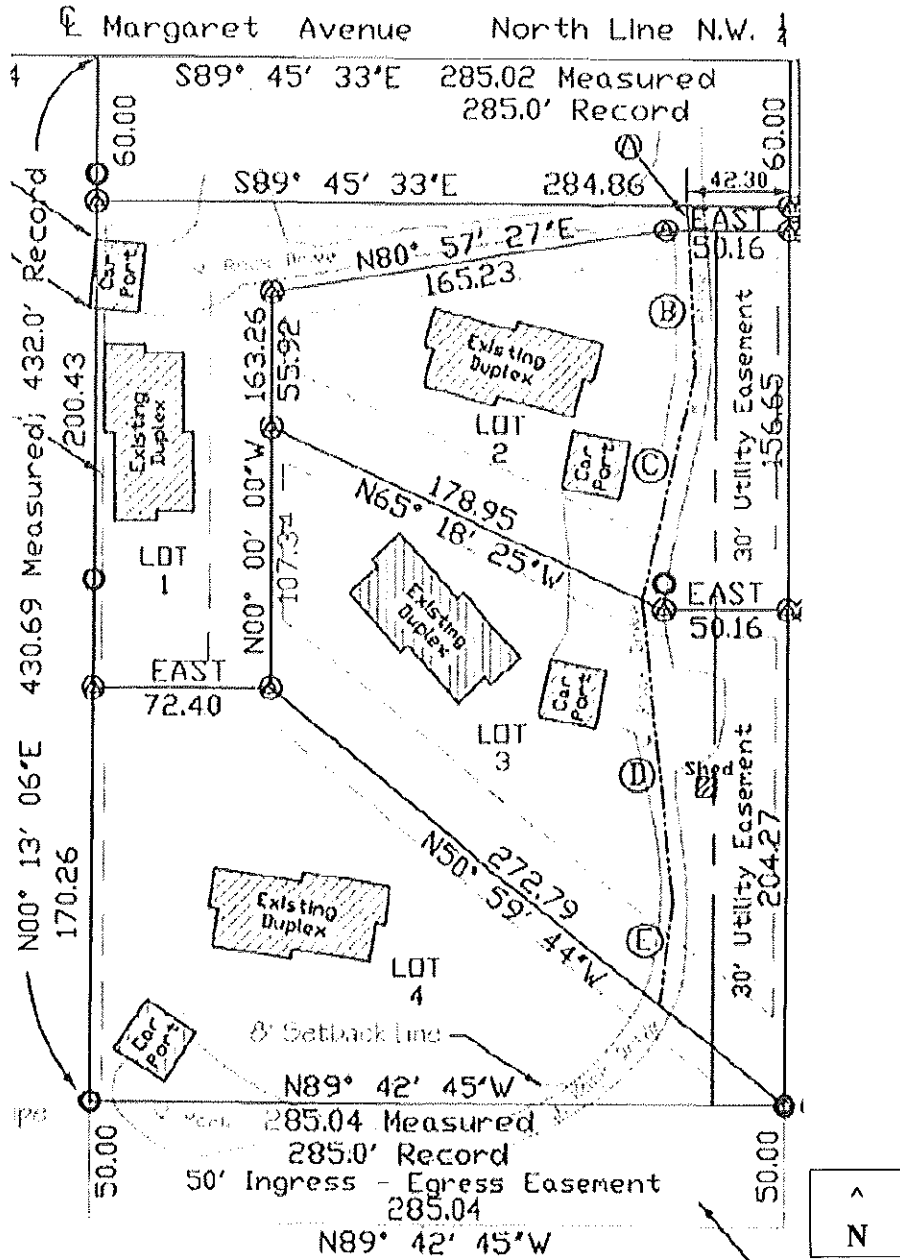 ℄ Margaret Avenue North Line N.W. 1/4
S89° 45' 33"E 285.02 Measured
285.0' Record
60.00
60.00
S89° 45' 33"E 284.86
42.30
A
EAST
50.16
N80° 57' 27"E
165.23
Car Port
B
Existing Duplex
LOT 2
Car Port
C
163.26
55.92
N00° 00' 00"W
107.34
430.69 Measured; 432.0' Record
N00° 13' 06"E
200.43
Existing Duplex
LOT 1
178.95
N65° 18' 25"W
30' Utility Easement
156.65
EAST
50.16
Existing Duplex
Car Port
LOT 3
EAST
72.40
D
Shed
30' Utility Easement
204.27
272.79
N50° 59' 44"W
E
170.26
Existing Duplex
LOT 4
Car Port
8' Setback line
N89° 42' 45"W
285.04 Measured
285.0' Record
50.00
50.00
50' Ingress - Egress Easement
285.04
N89° 42' 45"W
^
N